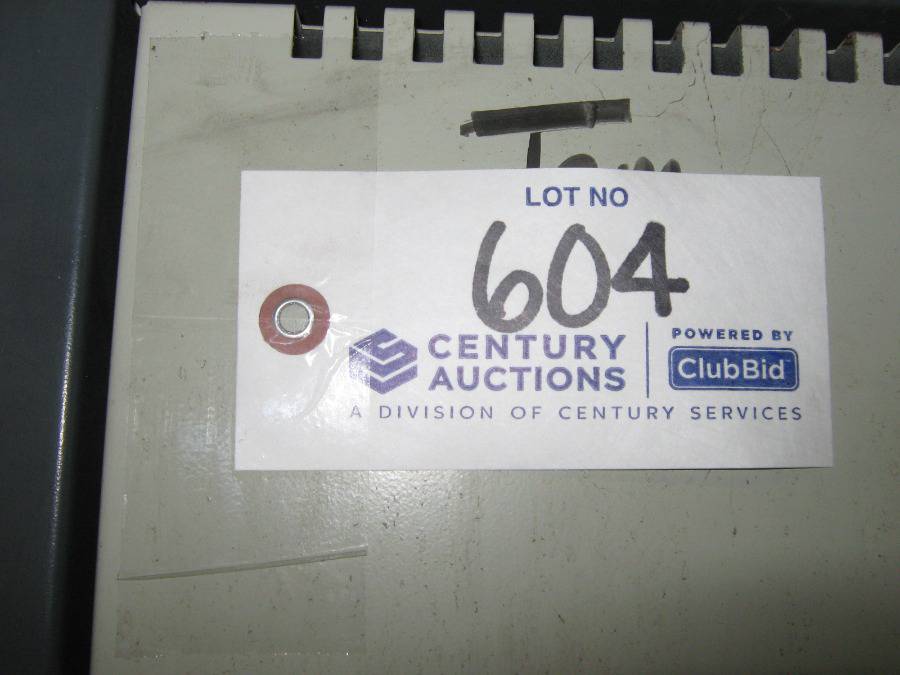 LOT NO
604
CENTURY AUCTIONS
POWERED BY
ClubBid
A DIVISION OF CENTURY SERVICES